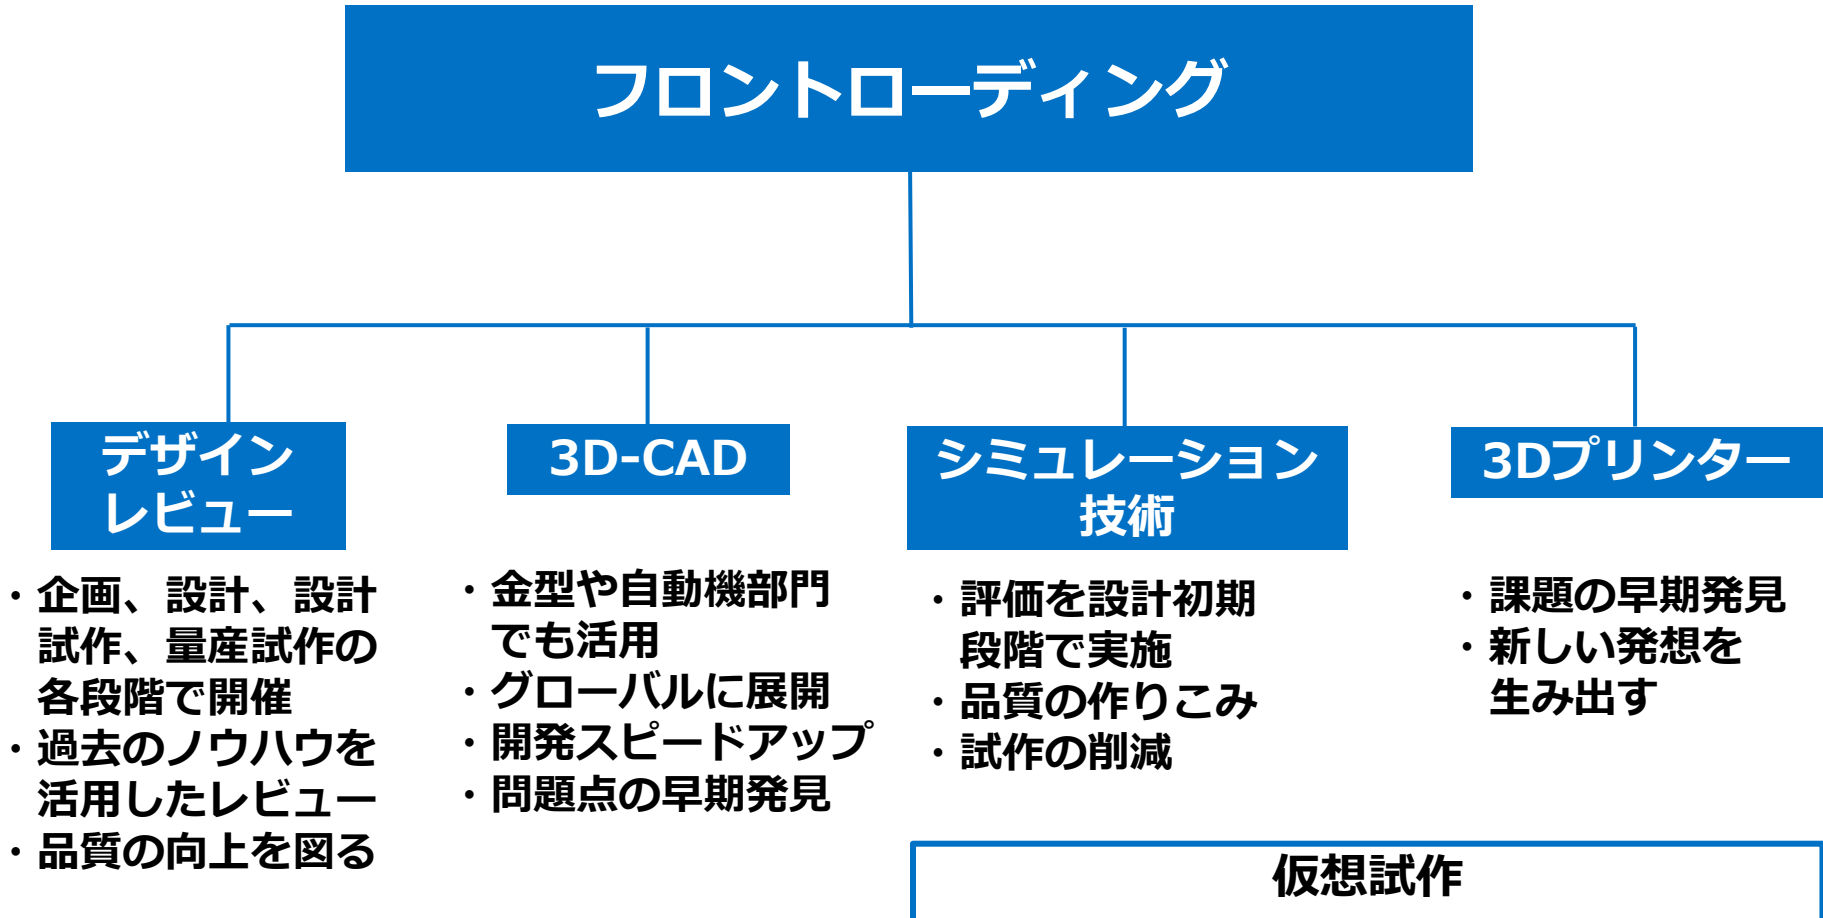 フロントローディング
デザイン
レビュー
・企画、設計、設計
試作、量産試作の
各段階で開催
・過去のノウハウを
活用したレビュー
・品質の向上を図る
3D-CAD
・金型や自動機部門
でも活用
・グローバルに展開
・開発スピードアップ
・問題点の早期発見
シミュレーション
技術
・評価を設計初期
段階で実施
・品質の作りこみ
・試作の削減
3Dプリンター
・課題の早期発見
・新しい発想を
生み出す
仮想試作